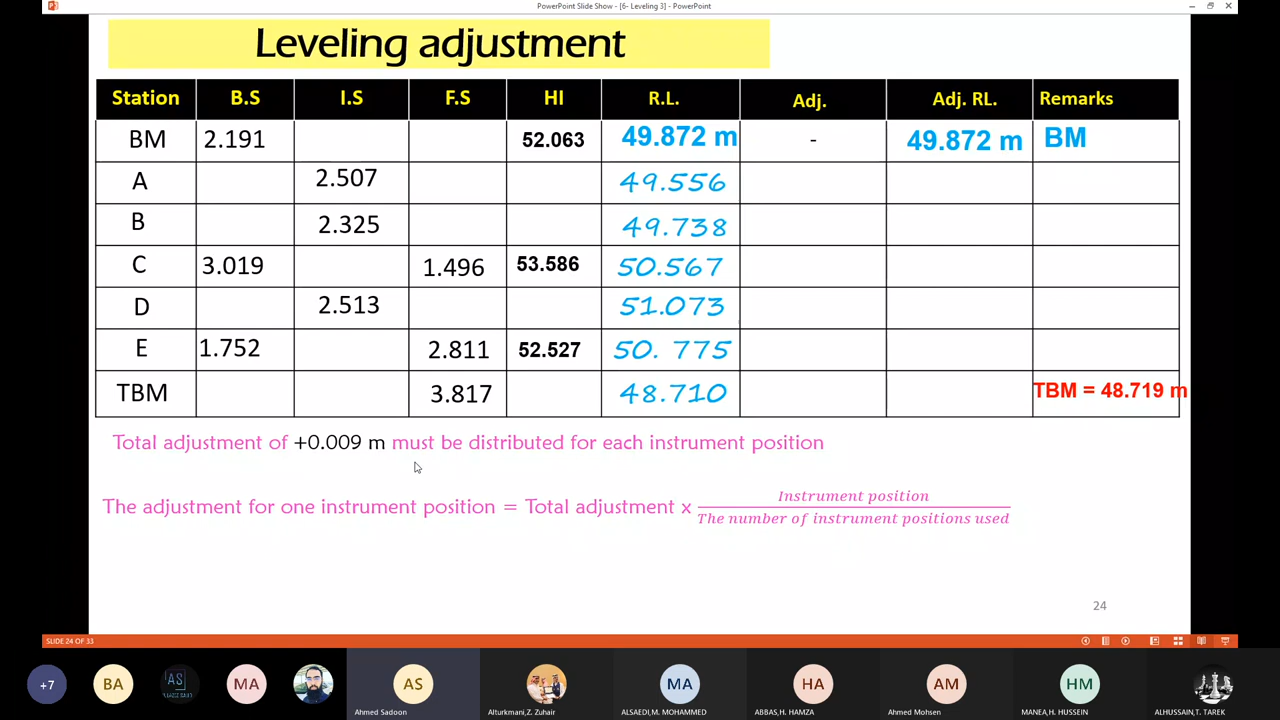 PowerPoint Slide Show - [6- Leveling 3] - PowerPoint
Leveling adjustment
Station B.S I.S F.S HI R.L. Adj. Adj. RL. Remarks
BM 2.191 52.063 49.872 m - 49.872 m BM
A 2.507 49.556
B 2.325 49.738
C 3.019 1.496 53.586 50.567
D 2.513 51.073
E 1.752 2.811 52.527 50. 775
TBM 3.817 48.710 TBM = 48.719 m
Total adjustment of +0.009 m must be distributed for each instrument position
The adjustment for one instrument position = Total adjustment x Instrument position
The number of instrument positions used
24
SLIDE 24 OF 33
+7 BA AS MA AS MA HA AM HM
Ahmed Sadoon Alturkmani,Z. Zuhair ALSAEDI,M. MOHAMMED ABBAS,H. HAMZA Ahmed Mohsen MANEA,H. HUSSEIN ALHUSSAIN,T. TAREK